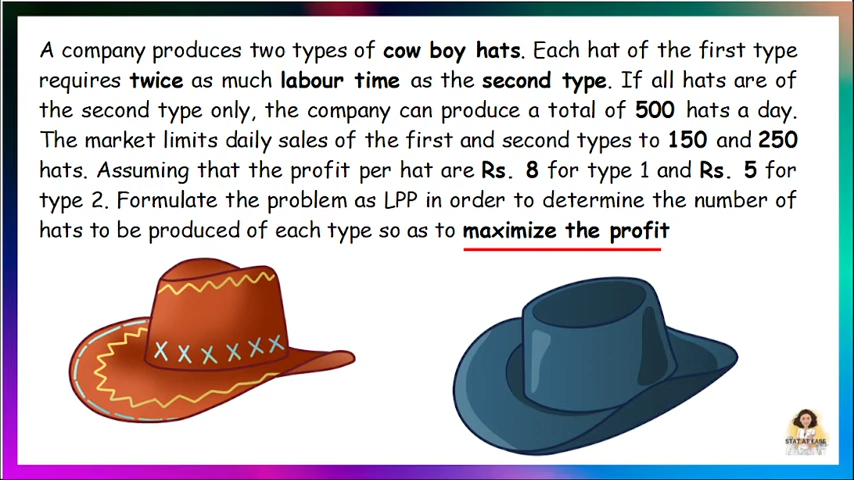 A company produces two types of cow boy hats. Each hat of the first type
requires twice as much labour time as the second type. If all hats are of
the second type only, the company can produce a total of 500 hats a day.
The market limits daily sales of the first and second types to 150 and 250
hats. Assuming that the profit per hat are Rs. 8 for type 1 and Rs. 5 for
type 2. Formulate the problem as LPP in order to determine the number of
hats to be produced of each type so as to maximize the profit
STAT AT EASE